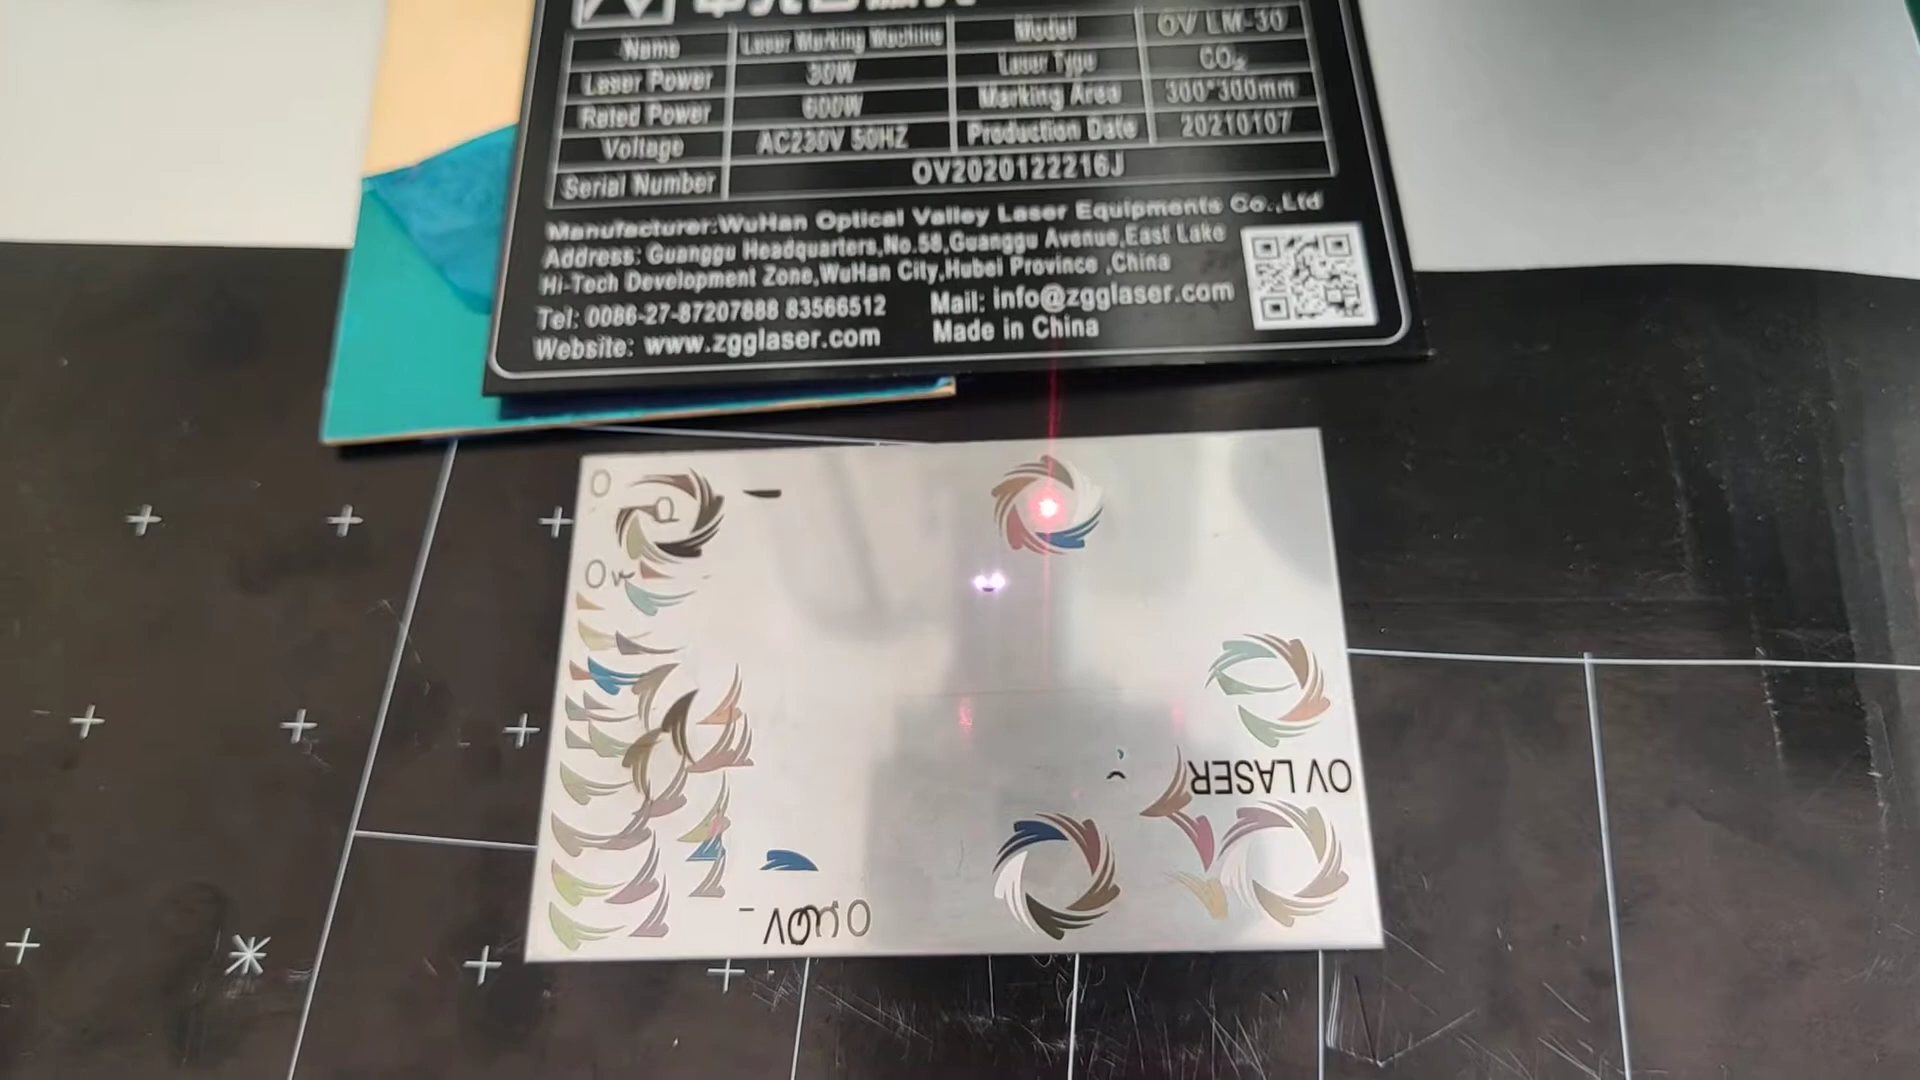 Name Laser Marking Machine Model OV LM-30
Laser Power 30W Laser Type CO₂
Rated Power 600W Marking Area 300*300mm
Voltage AC230V 50HZ Production Date 20210107
Serial Number OV2020122216J
Manufacturer:WuHan Optical Valley Laser Equipments Co.,Ltd
Address: Guanggu Headquarters,No.58,Guanggu Avenue,East Lake
Hi-Tech Development Zone,WuHan City,Hubei Province ,China
Tel: 0086-27-87207888 83566512 Mail: info@zgglaser.com
Website: www.zgglaser.com Made in China
OV LASER